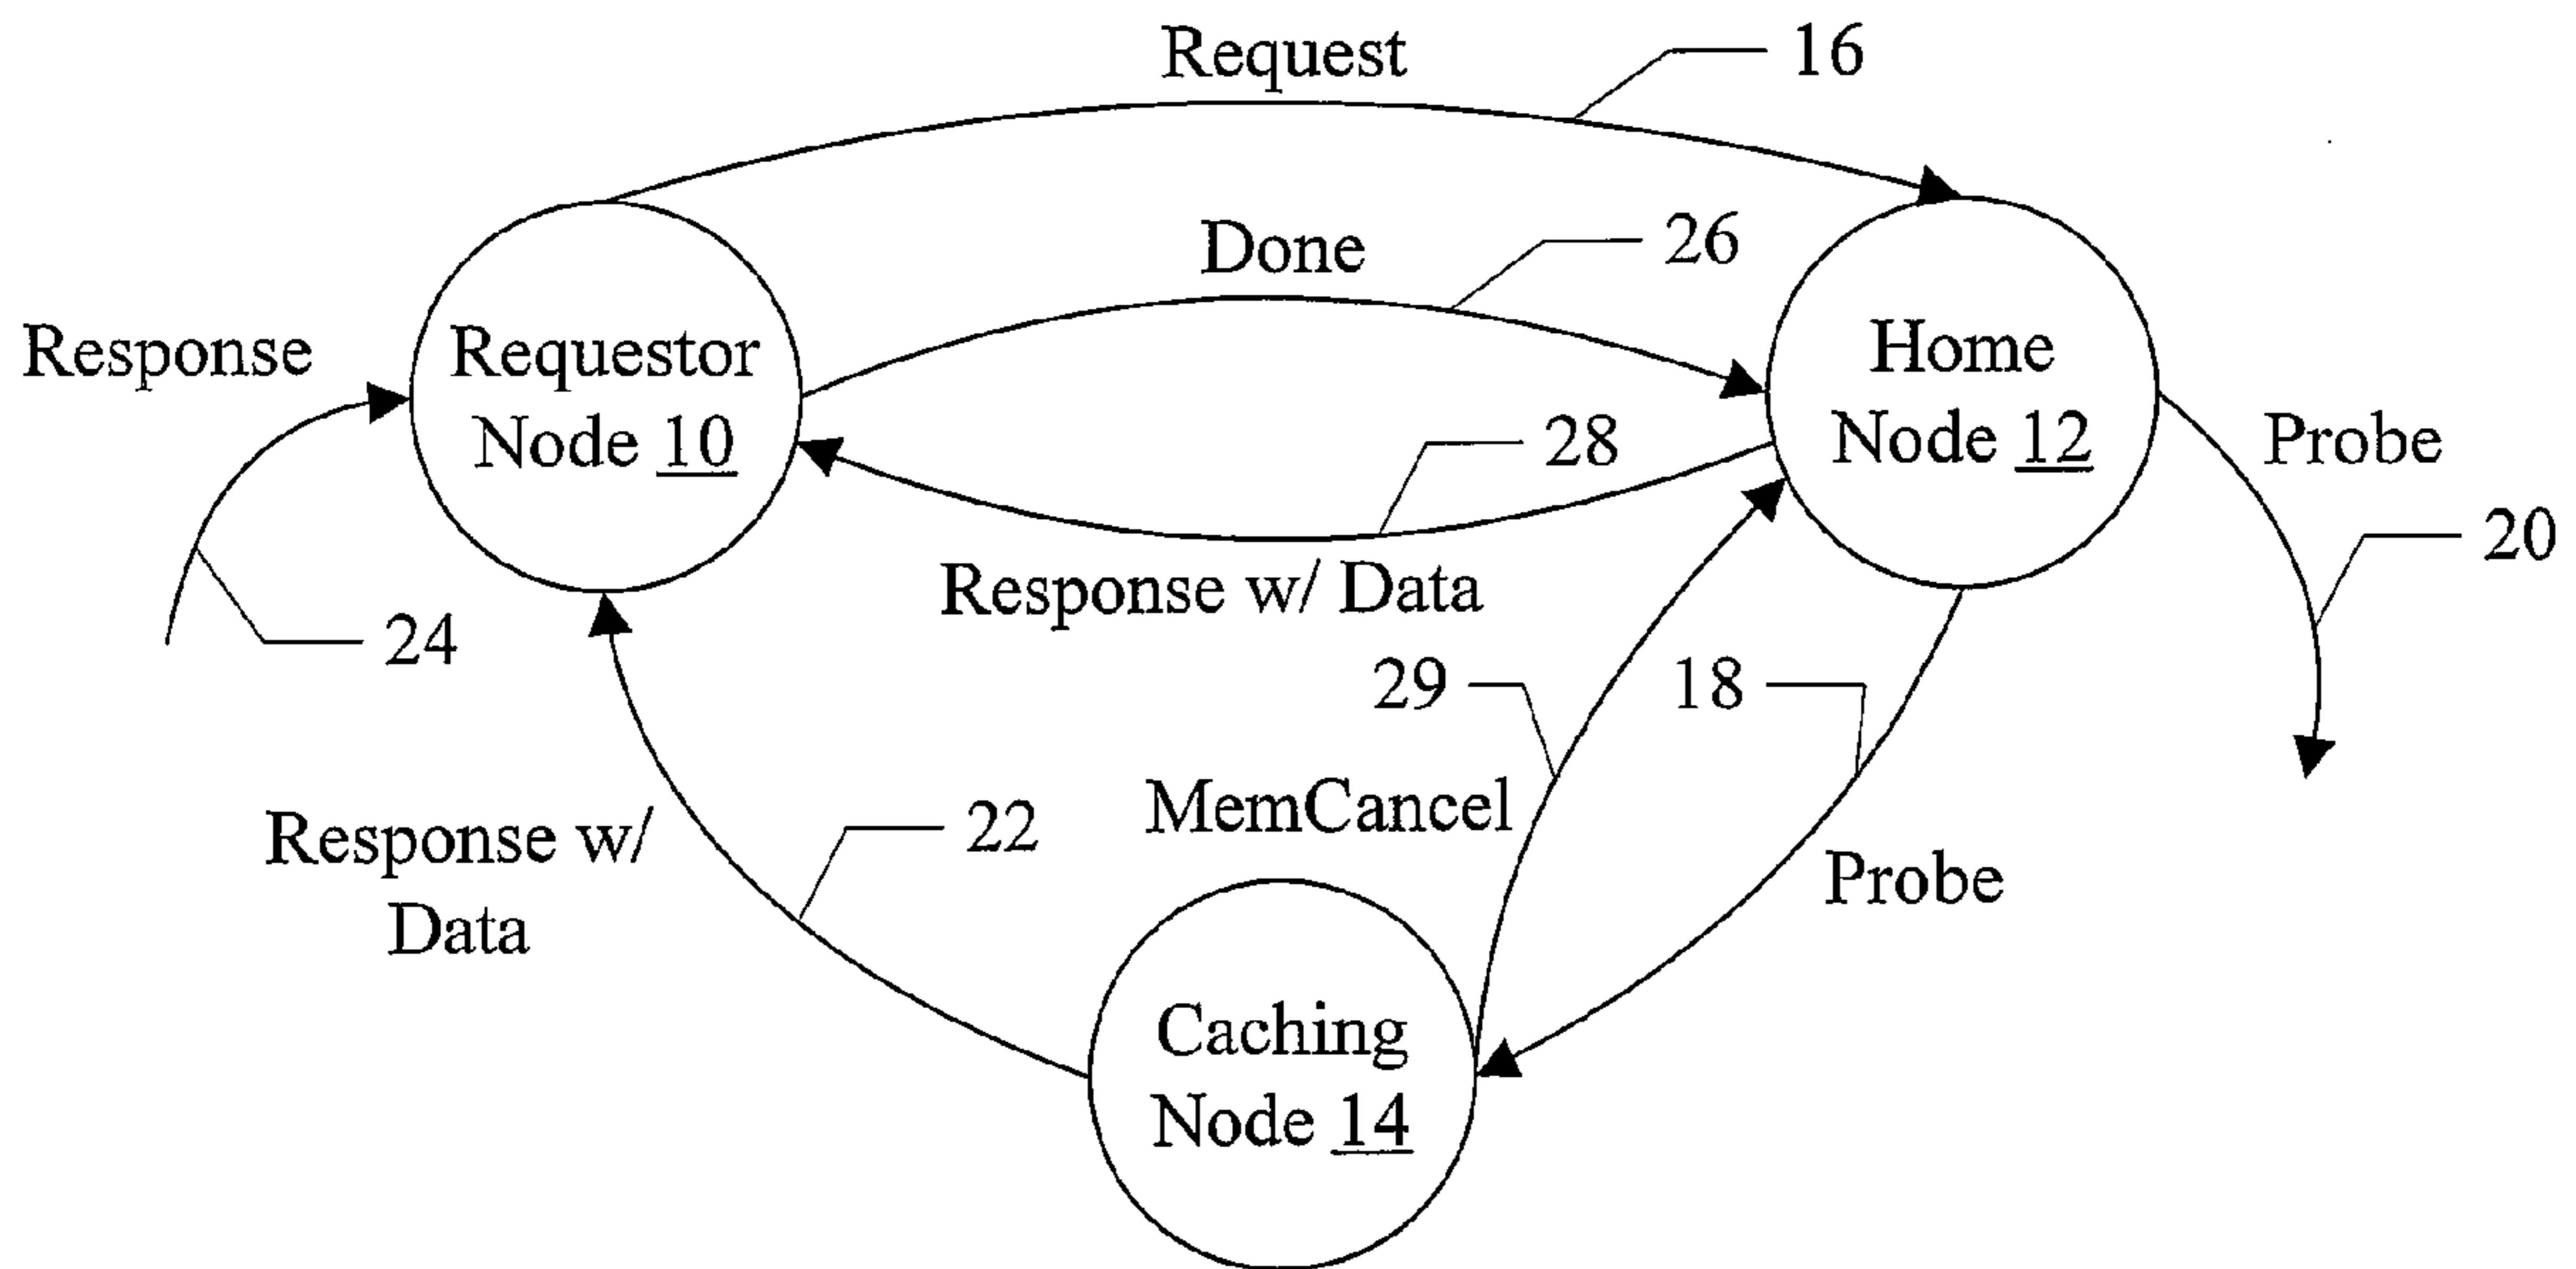 Request
16
Done
26
Response
Requestor
Node 10
Home
Node 12
28
Probe
20
Response w/ Data
24
29
18
MemCancel
Response w/
Data
22
Probe
Caching
Node 14